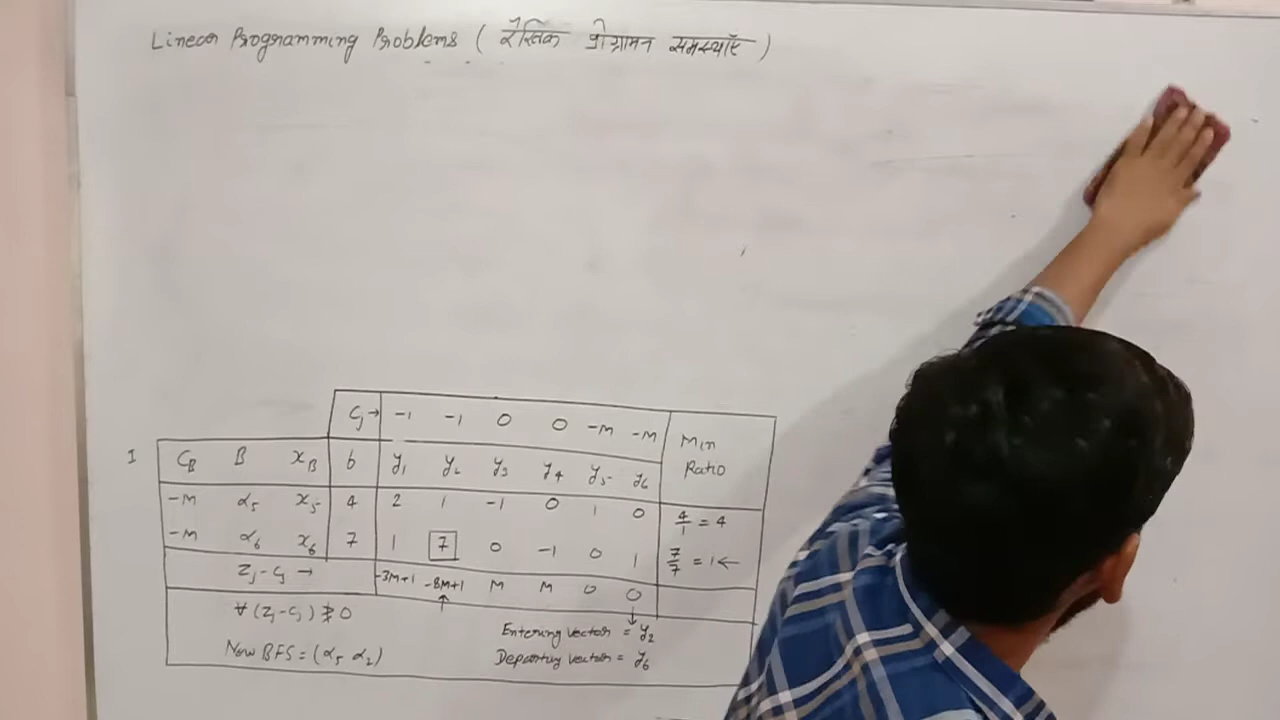 Linear Programming Problems ( रैखिक प्रोग्रामन समस्याएँ )
Cj → -1 -1 0 0 -M -M Min Ratio
I CB B xB b y1 y2 y3 y4 y5 y6
-M α5 x5 4 2 1 -1 0 1 0 4/1 = 4
-M α6 x6 7 1 7 0 -1 0 1 7/7 = 1 ←
Zj - Cj → -3M+1 -8M+1 M M 0 0
↑ ↓
∀ (Zj - Cj) ≱ 0
Entering vector = y2
Now BFS = (α5 α2)
Departing vector = y6